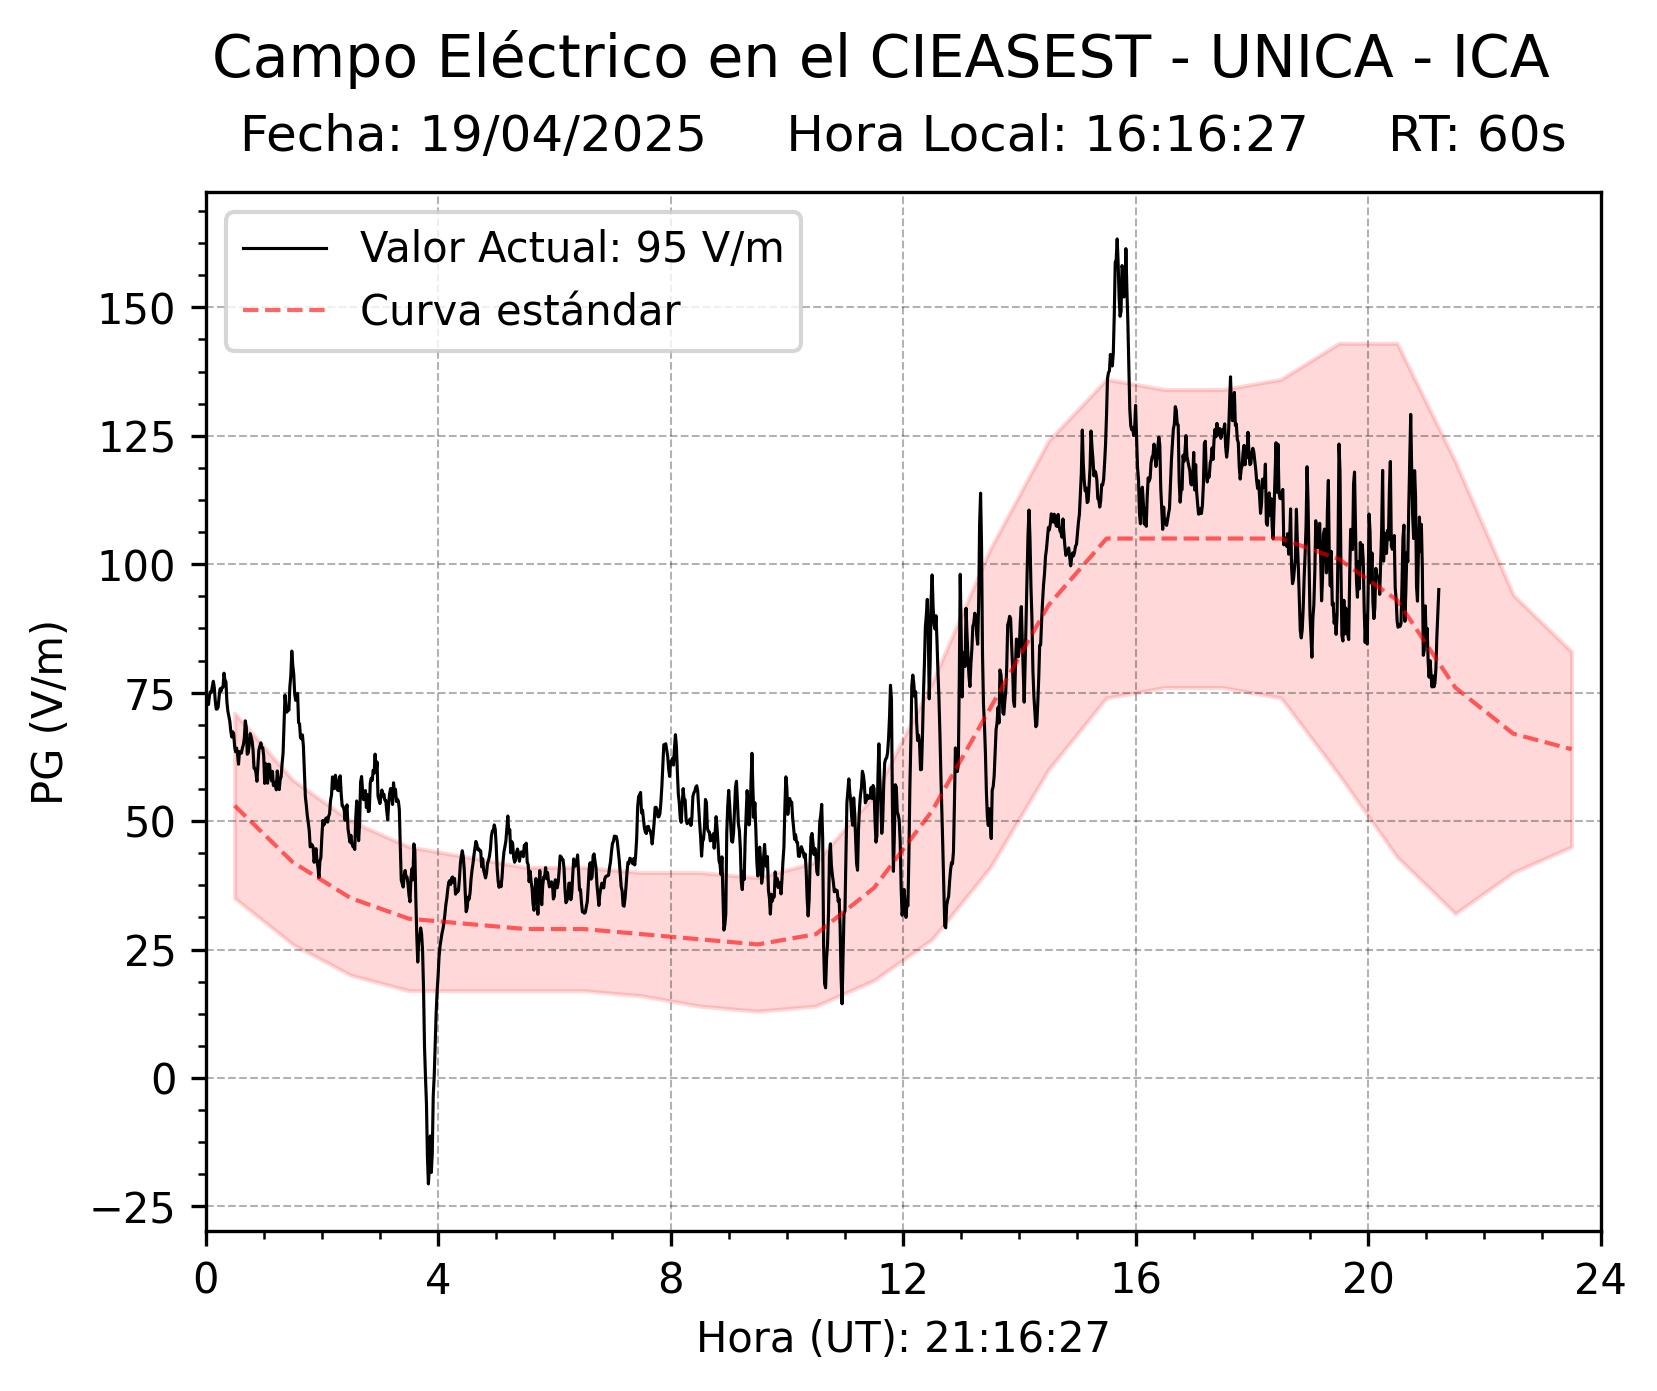 Campo Eléctrico en el CIEASEST - UNICA - ICA
Fecha: 19/04/2025 Hora Local: 16:16:27 RT: 60s
Valor Actual: 95 V/m
Curva estándar
150
125
100
75
50
25
0
−25
PG (V/m)
0 4 8 12 16 20 24
Hora (UT): 21:16:27